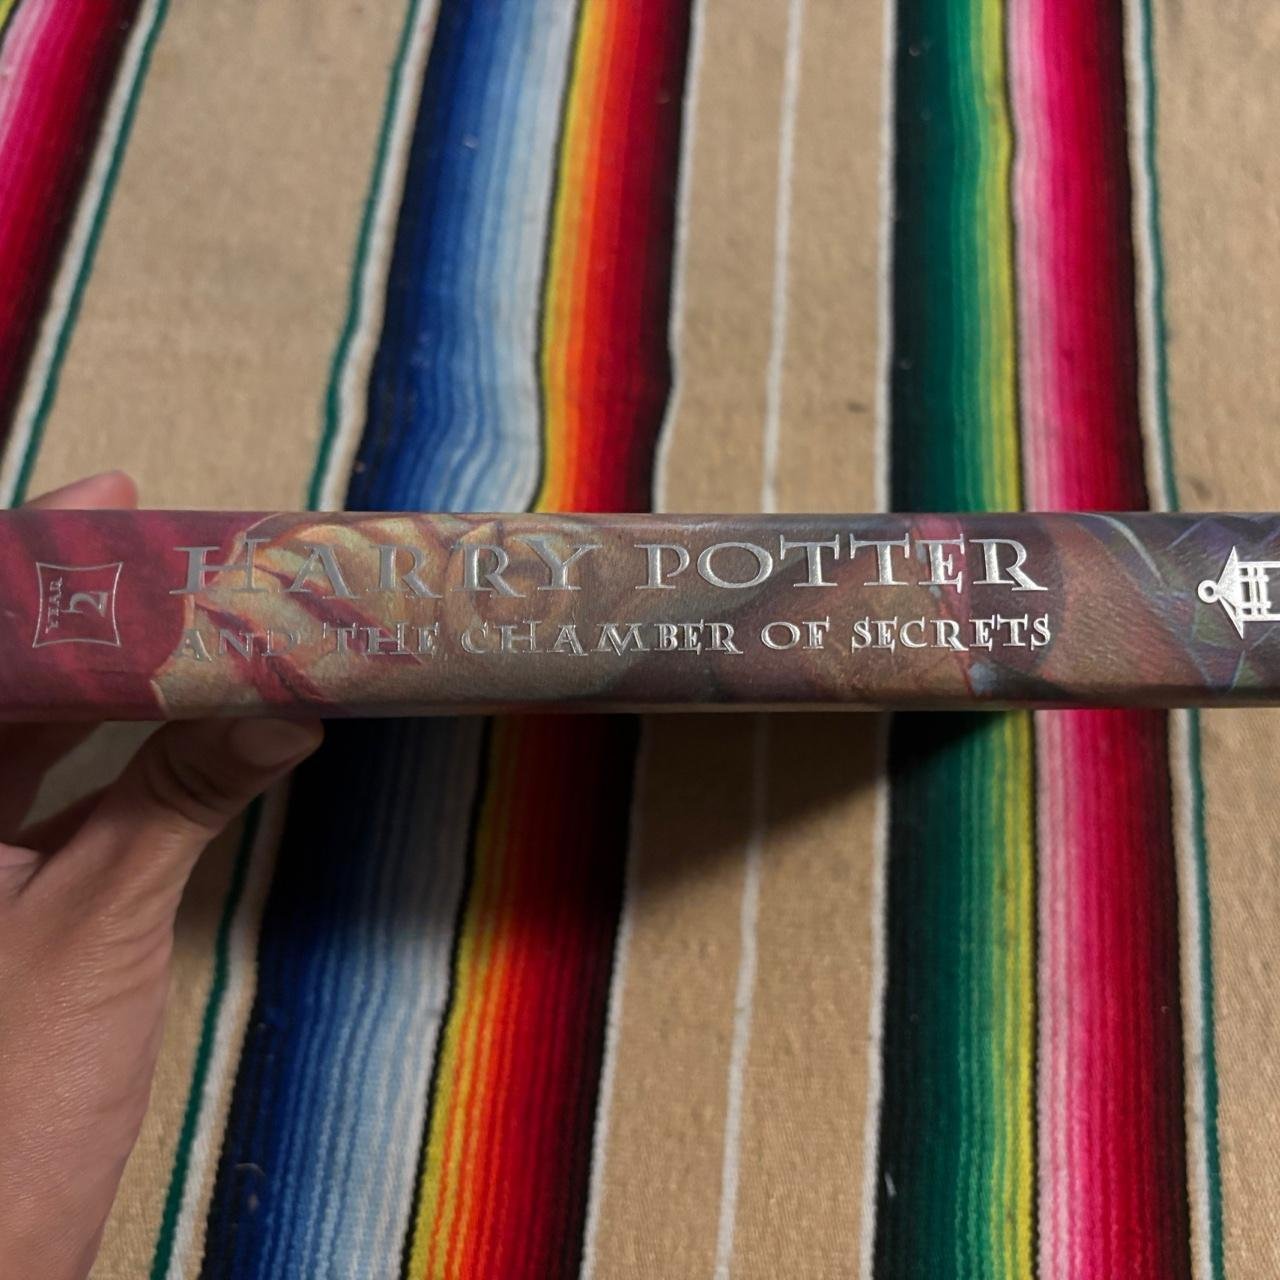 YEAR
2
HARRY POTTER
AND THE CHAMBER OF SECRETS